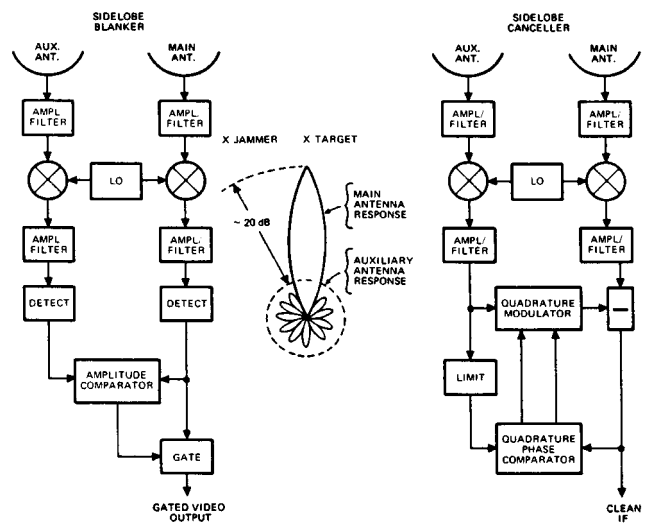 SIDELOBE
BLANKER
AUX.
ANT.
MAIN
ANT.
AMPL
FILTER
AMPL/
FILTER
LO
AMPL
FILTER
AMPL/
FILTER
DETECT
DETECT
AMPLITUDE
COMPARATOR
GATE
GATED VIDEO
OUTPUT
X JAMMER
X TARGET
~ 20 dB
MAIN
ANTENNA
RESPONSE
AUXILIARY
ANTENNA
RESPONSE
SIDELOBE
CANCELLER
AUX.
ANT.
MAIN
ANT.
AMPL/
FILTER
AMPL/
FILTER
LO
AMPL/
FILTER
AMPL/
FILTER
QUADRATURE
MODULATOR
—
LIMIT
QUADRATURE
PHASE
COMPARATOR
CLEAN
IF